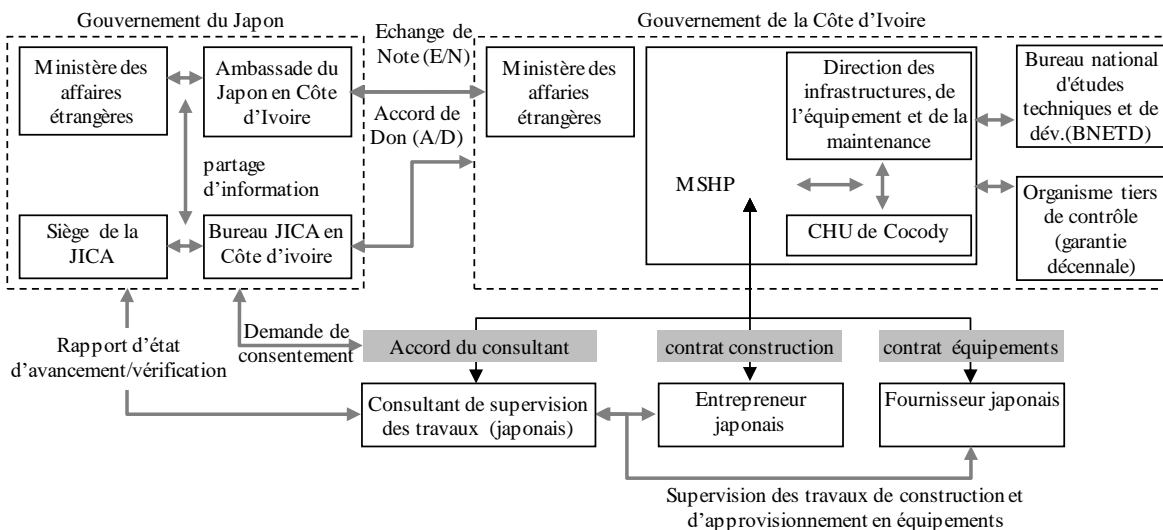 Gouvernement du Japon
Gouvernement de la Côte d'Ivoire
Ministère des
affaires
étrangères
Ambassade du
Japon en Côte
d'Ivoire
partage
d'information
Siège de la
JICA
Bureau JICA en
Côte d'ivoire
Echange de
Note (E/N)
Accord de
Don (A/D)
Ministère des
affaries
étrangères
MSHP
Direction des
infrastructures, de
l'équipement et de la
maintenance
CHU de Cocody
Bureau national
d'études
techniques et de
dév.(BNETD)
Organisme tiers
de contrôle
(garantie
décennale)
Rapport d'état
d'avancement/vérification
Demande de
consentement
Accord du consultant
contrat construction
contrat équipements
Consultant de supervision
des travaux (japonais)
Entrepreneur
japonais
Fournisseur japonais
Supervision des travaux de construction et
d'approvisionnement en équipements